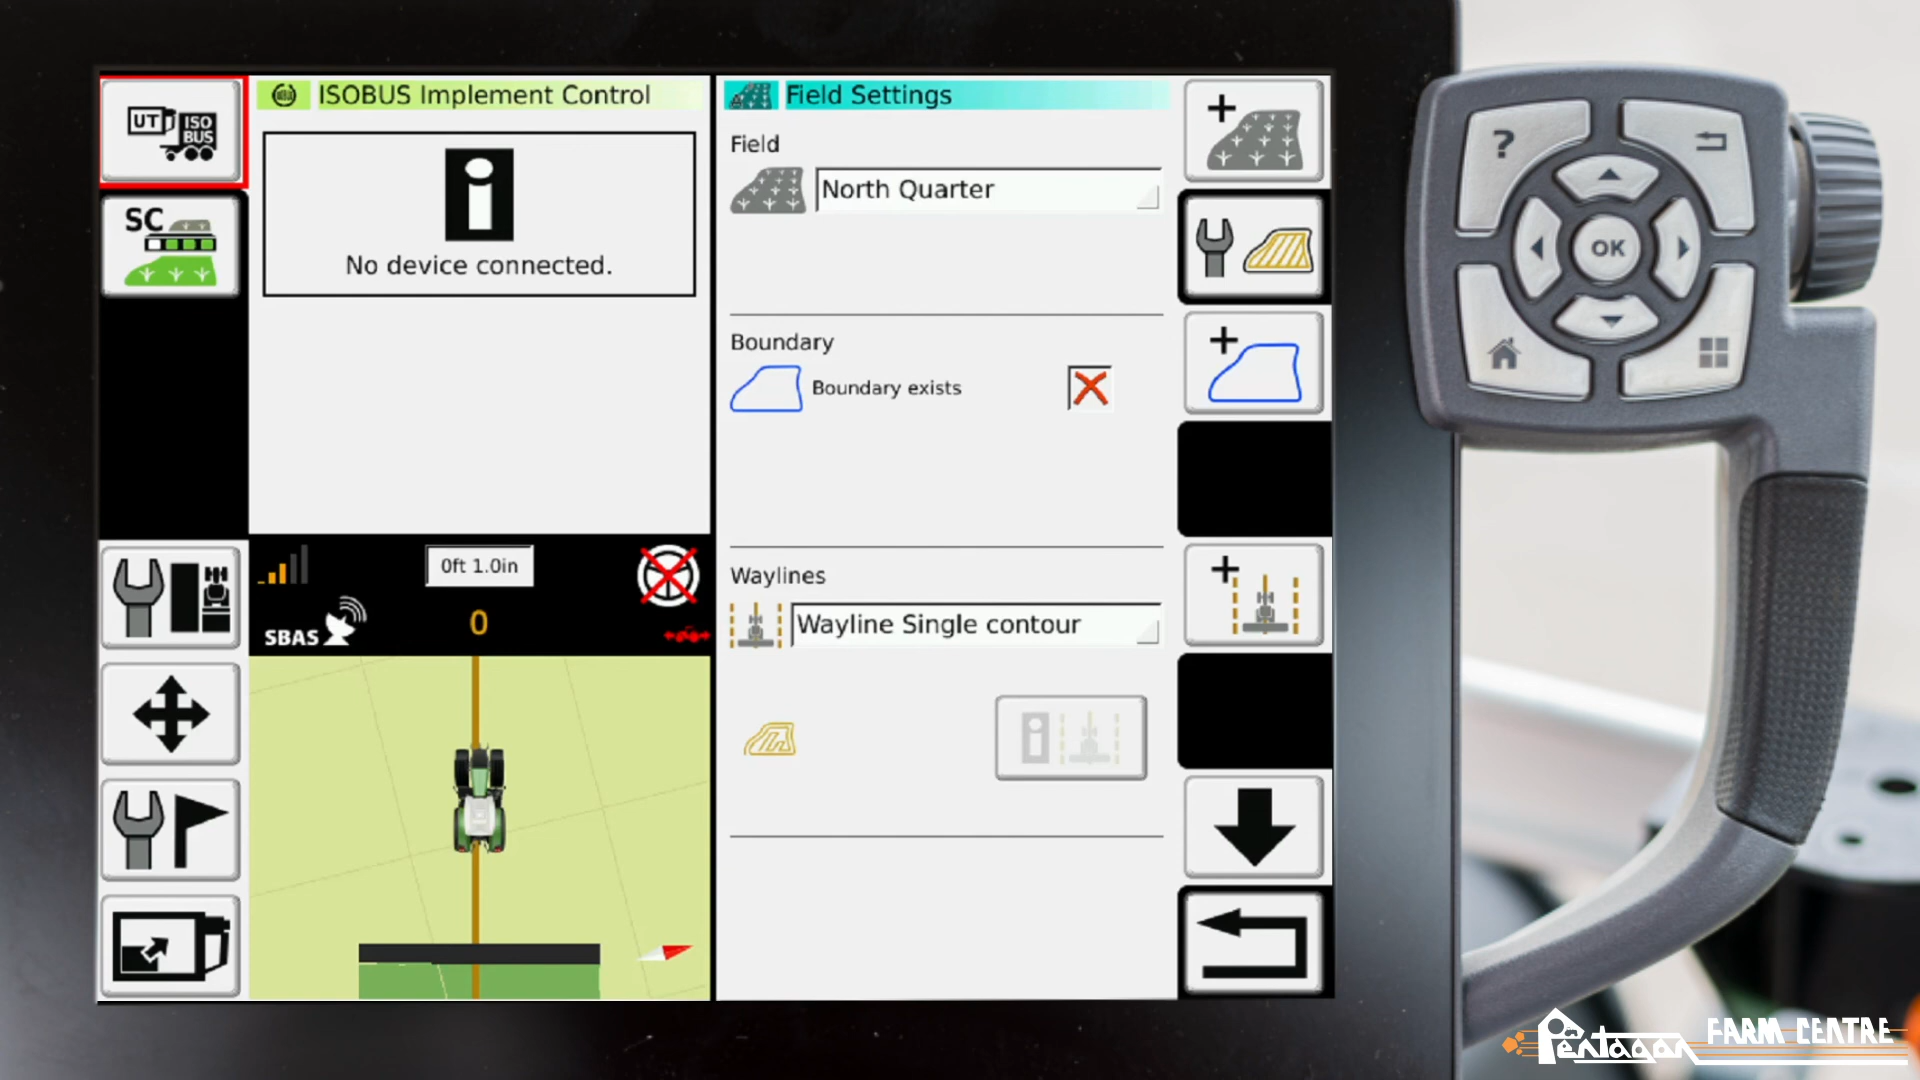 UT
ISO
BUS
ISOBUS Implement Control
No device connected.
SC
0ft 1.0in
SBAS
0
Field Settings
Field
North Quarter
Boundary
Boundary exists
Waylines
Wayline Single contour
?
OK
Pentagon FARM CENTRE